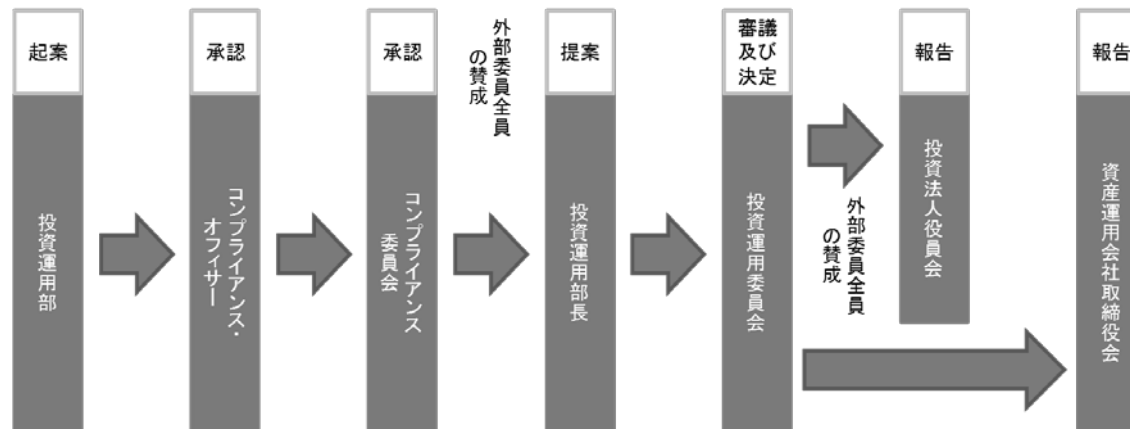 起案
投資運用部
承認
コンプライアンス・
オフィサー
承認
コンプライアンス
委員会
外部委員全員
の賛成
提案
投資運用部長
審議
及び
決定
投資運用委員会
外部委員全員
の賛成
報告
投資法人役員会
報告
資産運用会社取締役会